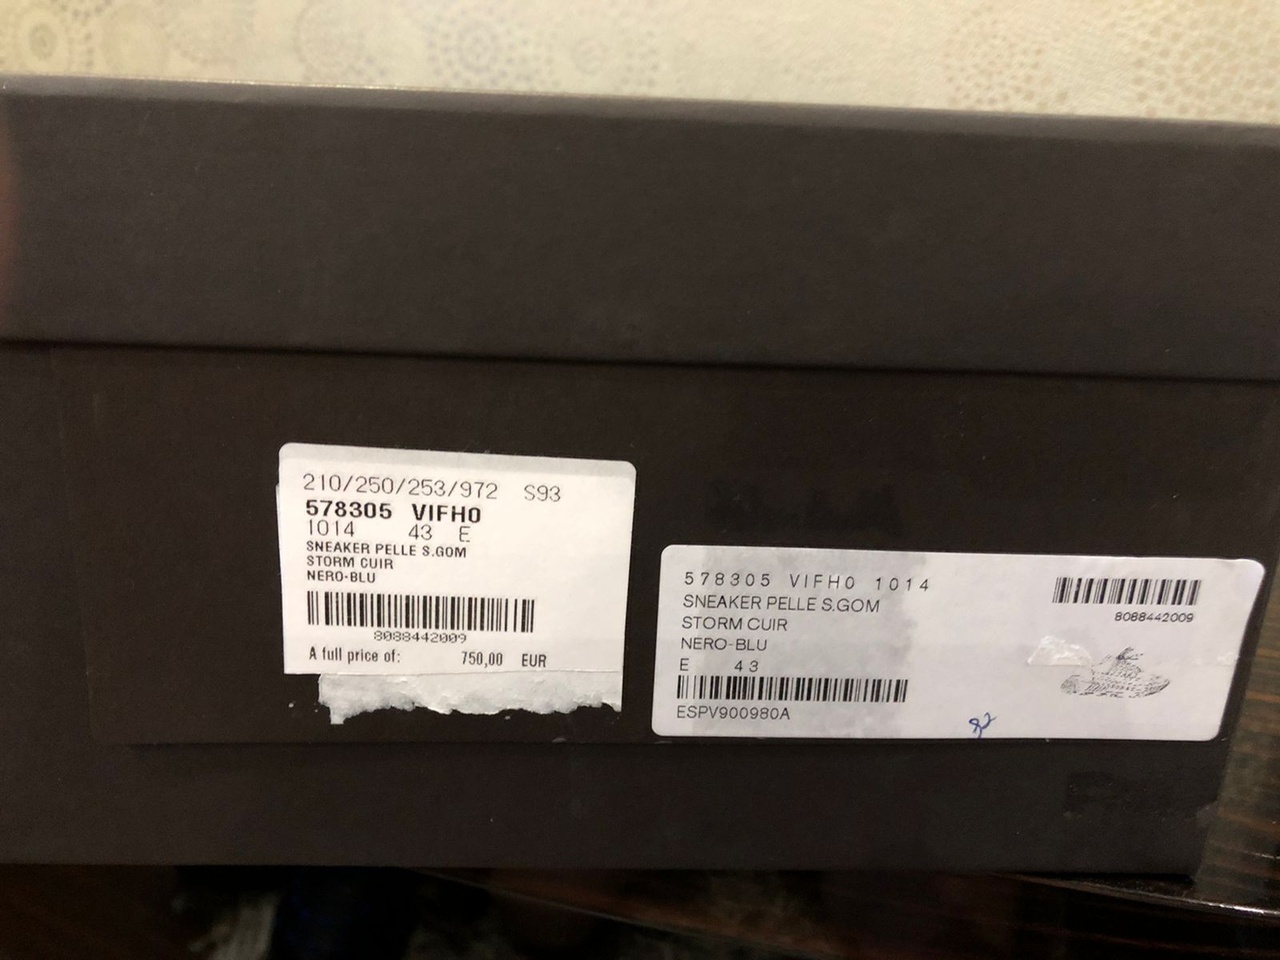 210/250/253/972 S93
578305 VIFH0
1014 43 E
SNEAKER PELLE S.GOM
STORM CUIR
NERO-BLU
8088442009
A full price of: 750,00 EUR
578305 VIFH0 1014
SNEAKER PELLE S.GOM
STORM CUIR
NERO-BLU
E 43
ESPV900980A
8088442009